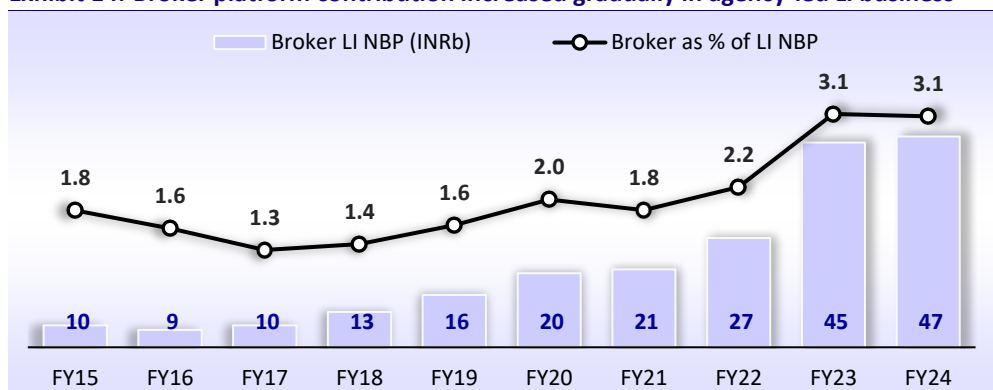 Broker LI NBP (INRb) Broker as % of LI NBP
3.1 3.1
2.2
2.0
1.8 1.8
1.6 1.6
1.4
1.3
10 9 10 13 16 20 21 27 45 47
FY15 FY16 FY17 FY18 FY19 FY20 FY21 FY22 FY23 FY24